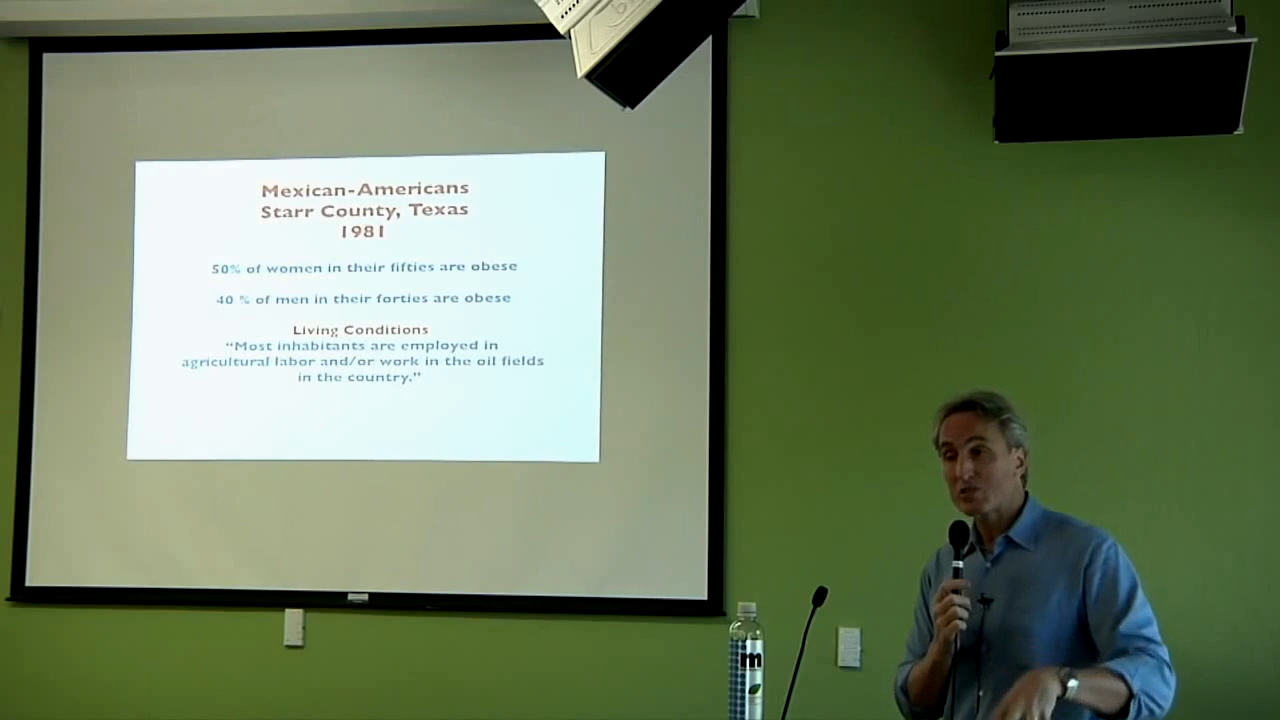 Mexican-Americans
Starr County, Texas
1981
50% of women in their fifties are obese
40 % of men in their forties are obese
Living Conditions
“Most inhabitants are employed in
agricultural labor and/or work in the oil fields
in the country.”
m